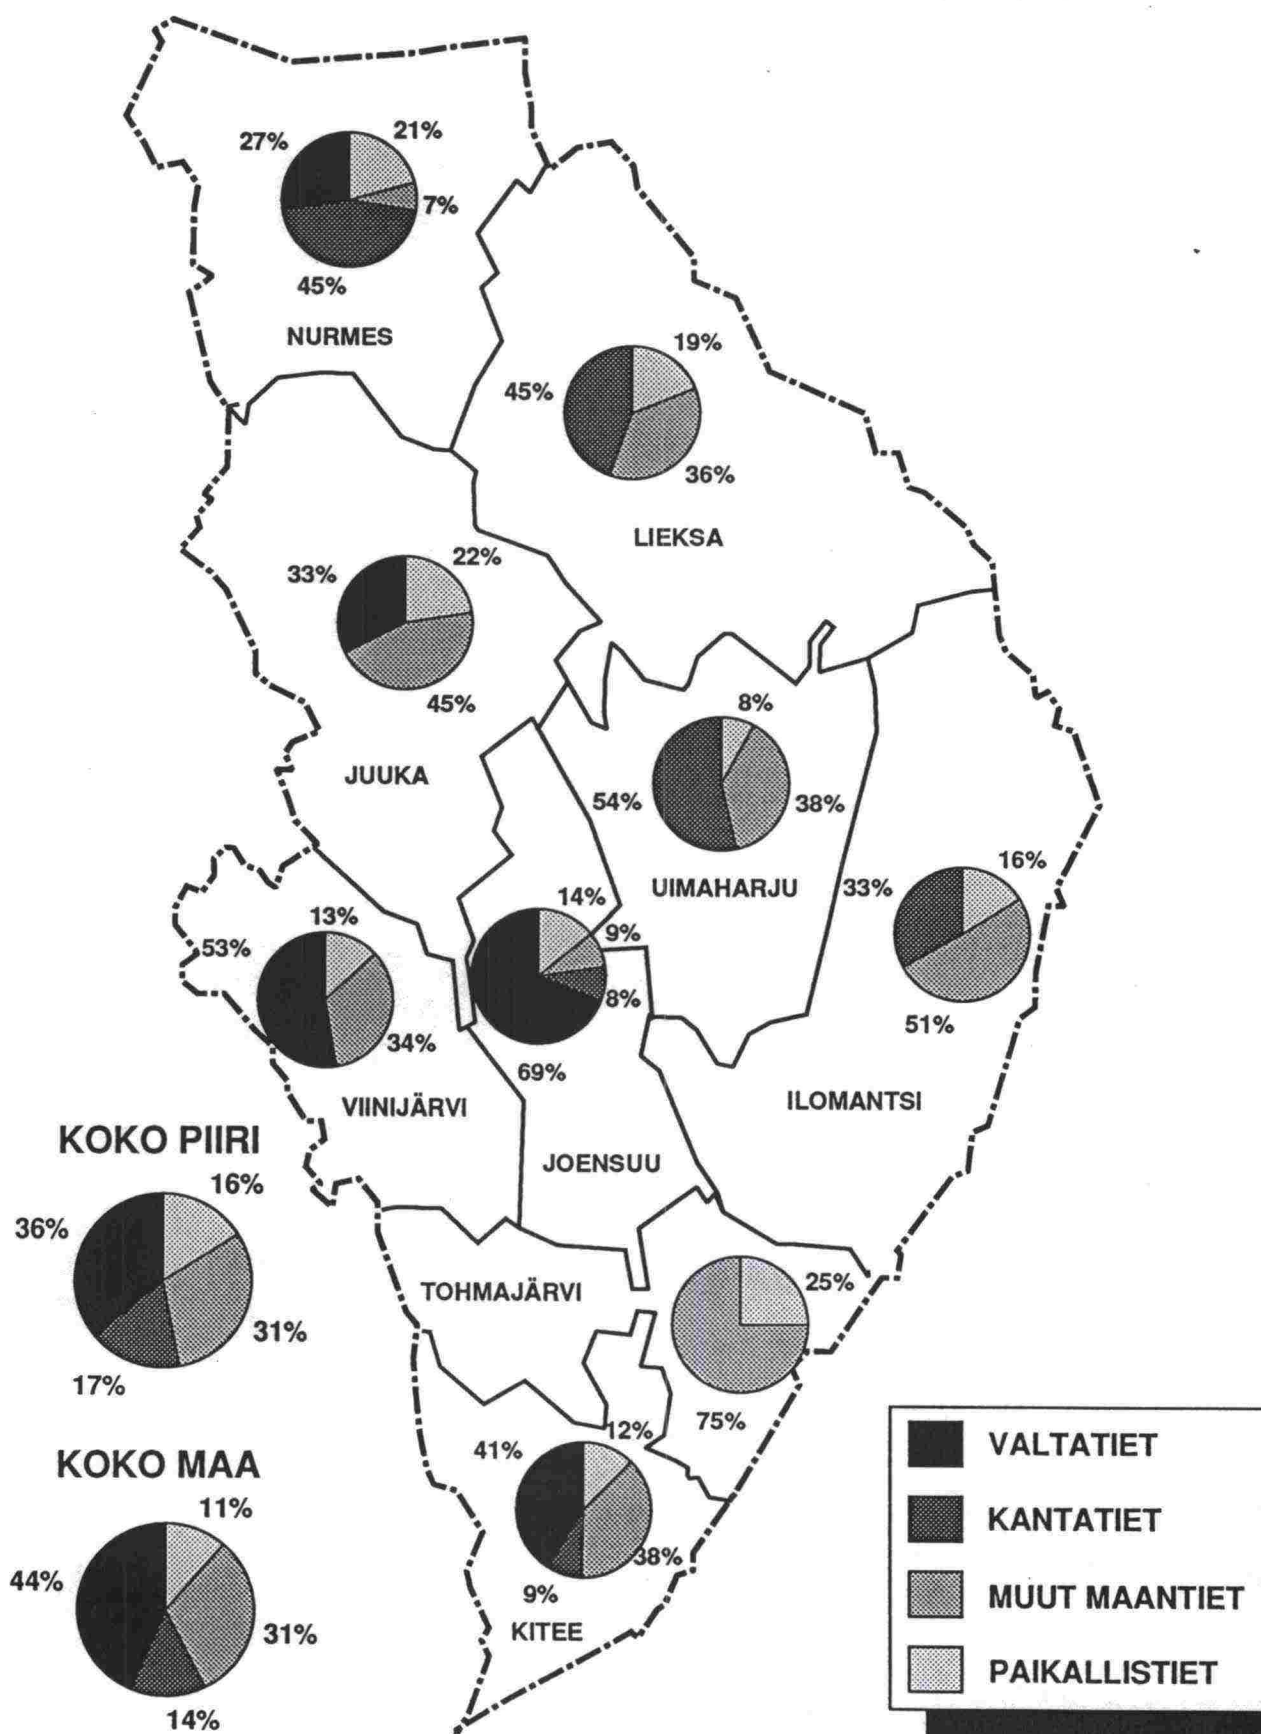 27%
21%
7%
45%
NURMES
19%
45%
36%
LIEKSA
33%
22%
45%
JUUKA
8%
54%
38%
UIMAHARJU
16%
33%
51%
ILOMANTSI
13%
53%
34%
VIINIJÄRVI
14%
9%
8%
69%
JOENSUU
KOKO PIIRI
16%
36%
31%
17%
TOHMAJÄRVI
25%
75%
KOKO MAA
11%
44%
31%
14%
12%
41%
38%
9%
KITEE
VALTATIET
KANTATIET
MUUT MAANTIET
PAIKALLISTIET